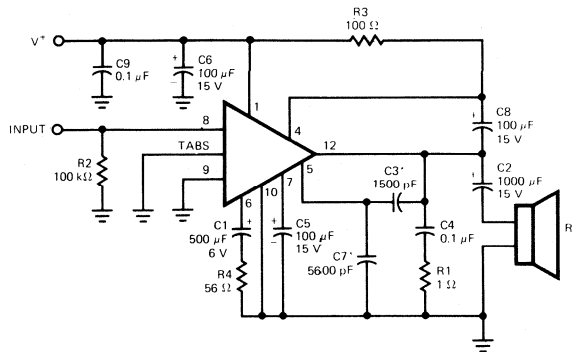 R3
100 Ω
V+
C9
0.1 µF
+
C6
100 µF
15 V
−
1
4
+
C8
100 µF
15 V
INPUT
8
12
TABS
R2
100 kΩ
9
5
C3*
1500 pF
+
C2
1000 µF
15 V
6
10
7
C1
500 µF
6 V
+
+
−
C5
100 µF
15 V
C4
0.1 µF
R
C7*
5600 pF
R4
56 Ω
R1
1 Ω